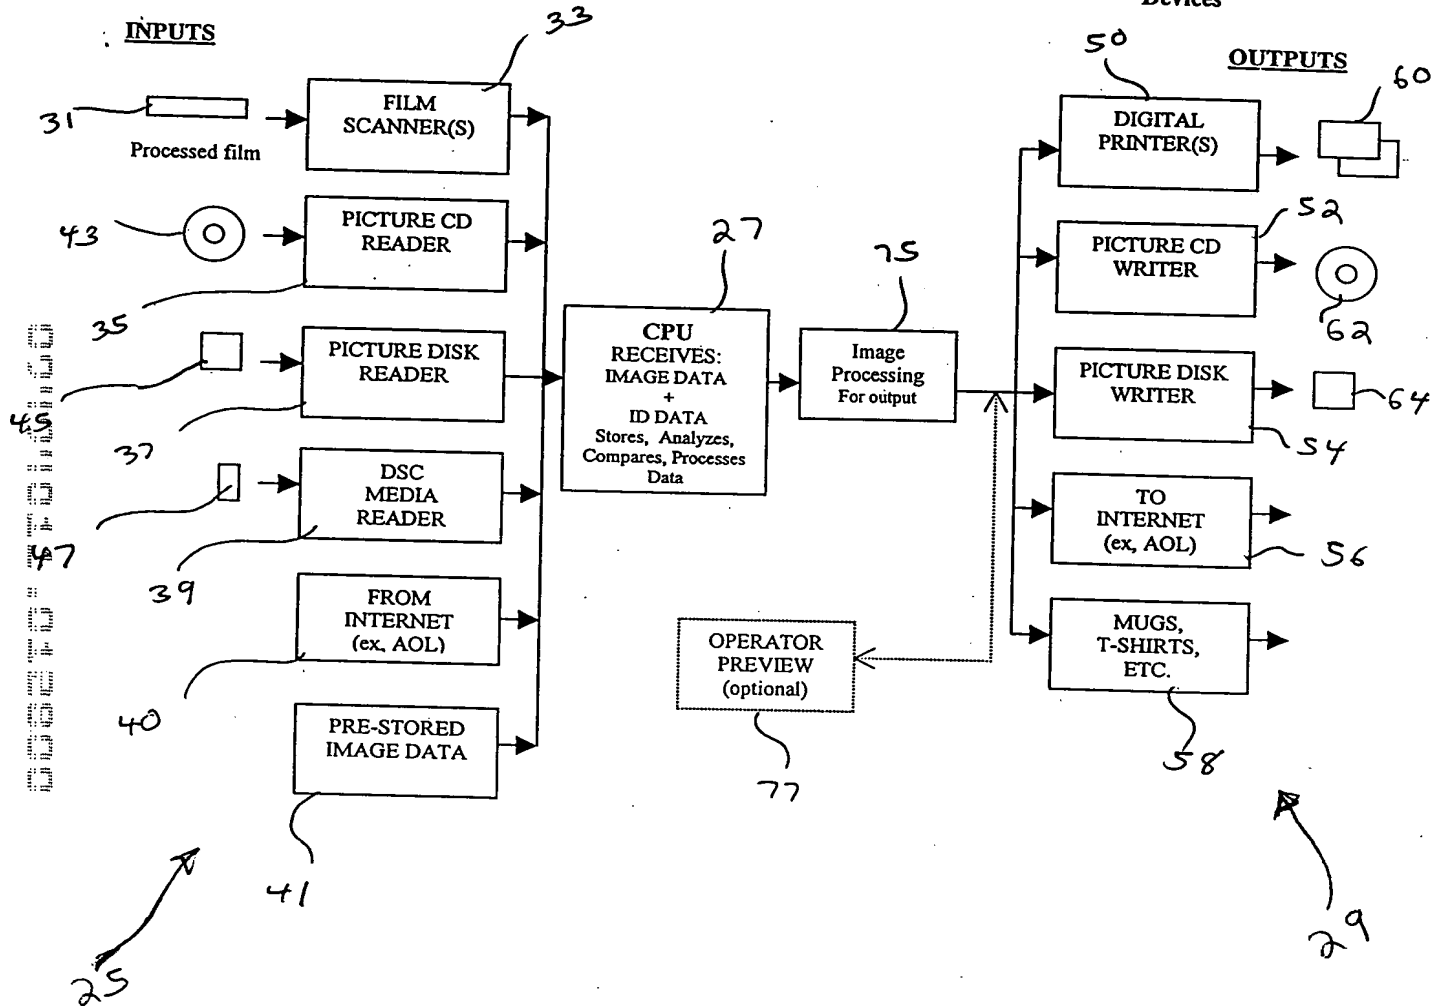 Devices
INPUTS
OUTPUTS
33
50
60
31
Processed film
FILM
SCANNER(S)
DIGITAL
PRINTER(S)
43
PICTURE CD
READER
35
52
PICTURE CD
WRITER
62
27
75
CPU
RECEIVES:
IMAGE DATA
+
ID DATA
Stores, Analyzes,
Compares, Processes
Data
Image
Processing
For output
45
PICTURE DISK
READER
37
PICTURE DISK
WRITER
64
54
47
DSC
MEDIA
READER
39
TO
INTERNET
(ex, AOL)
56
FROM
INTERNET
(ex, AOL)
40
OPERATOR
PREVIEW
(optional)
77
MUGS,
T-SHIRTS,
ETC.
58
PRE-STORED
IMAGE DATA
41
25
29